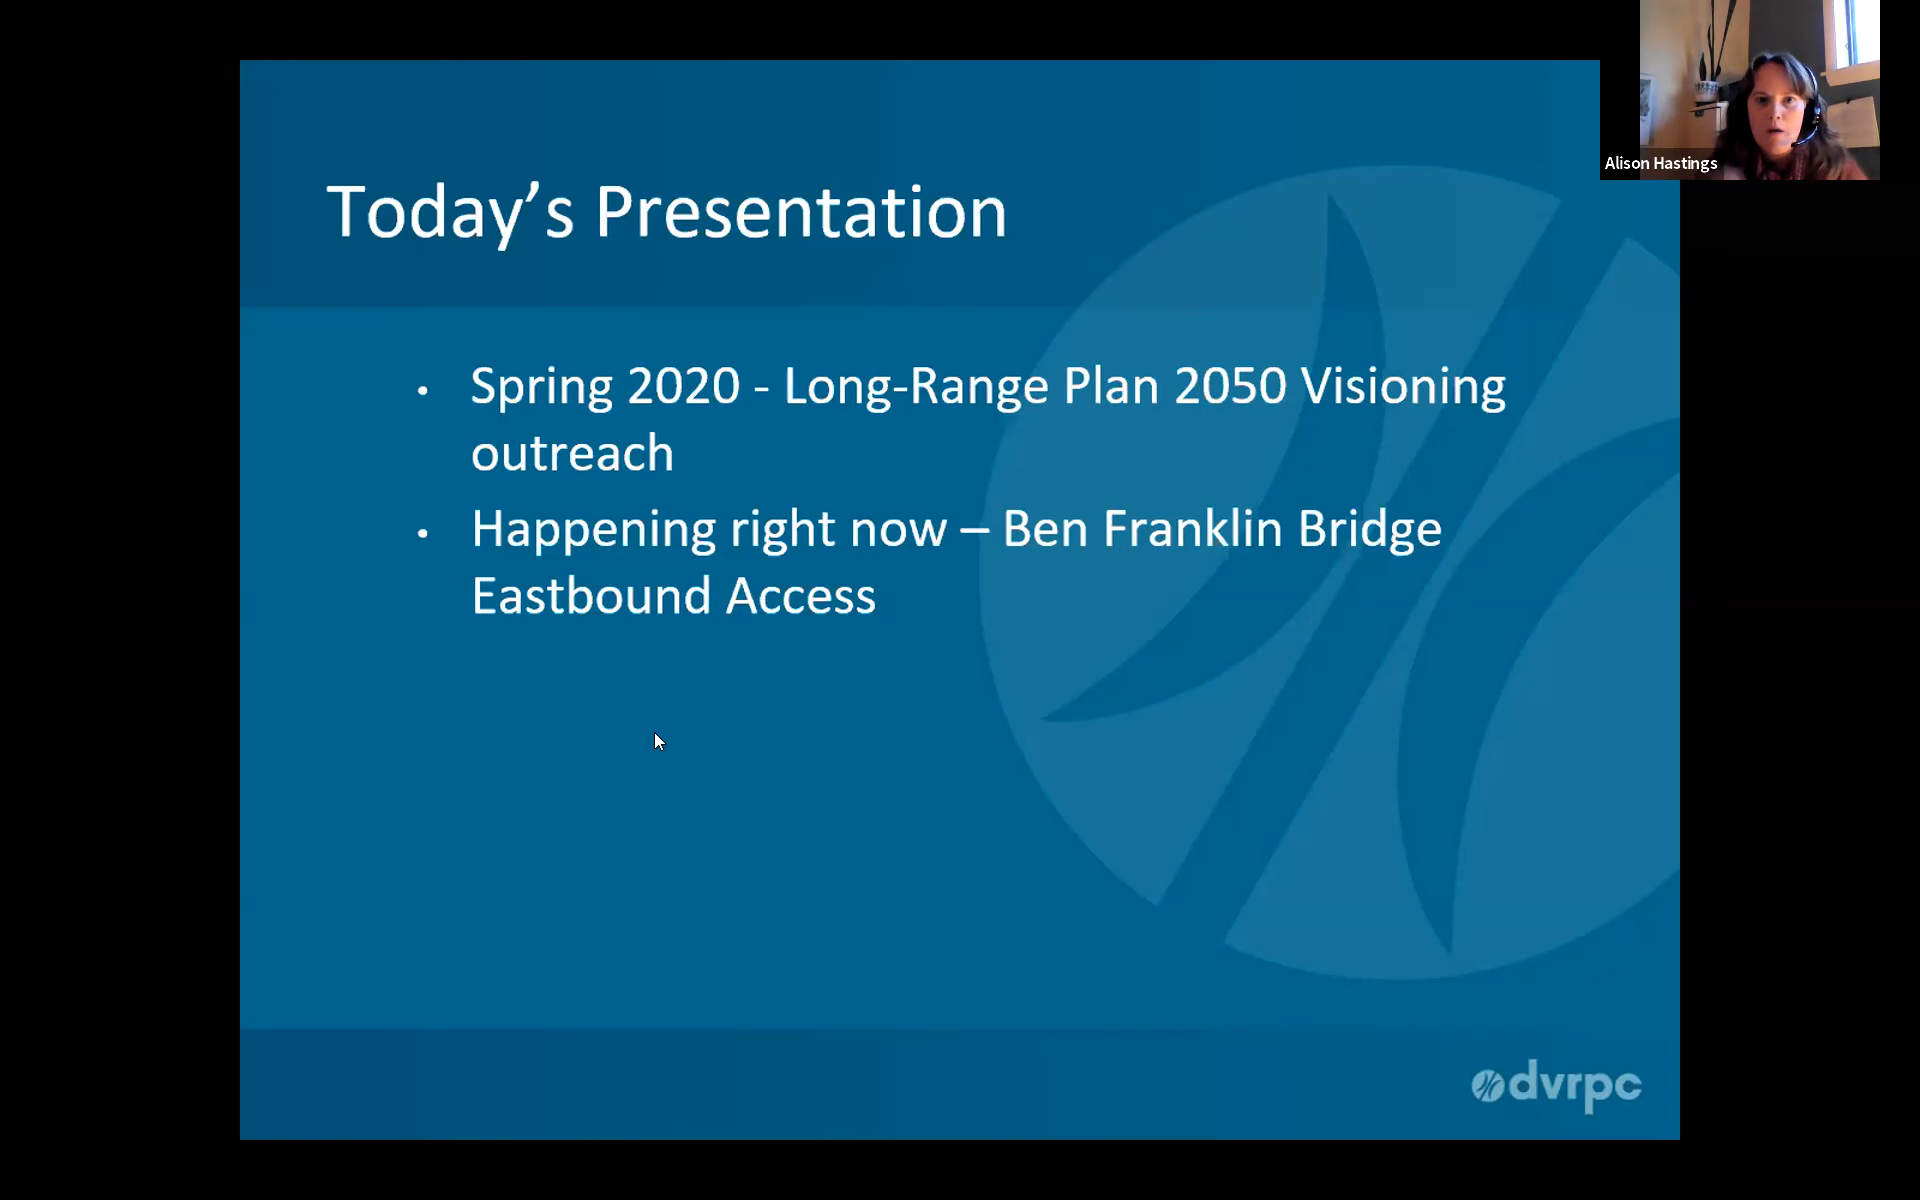 Alison Hastings
Today’s Presentation
• Spring 2020 - Long-Range Plan 2050 Visioning
outreach
• Happening right now – Ben Franklin Bridge
Eastbound Access
dvrpc